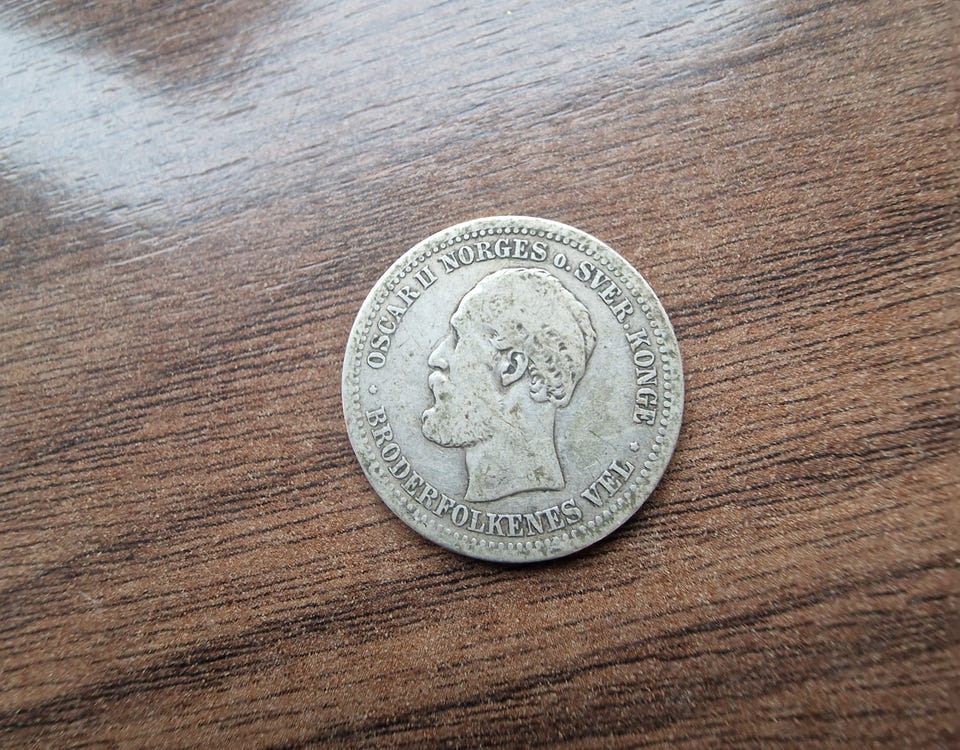 OSCAR II NORGES o. SVER. KONGE
BRODERFOLKENES VEL